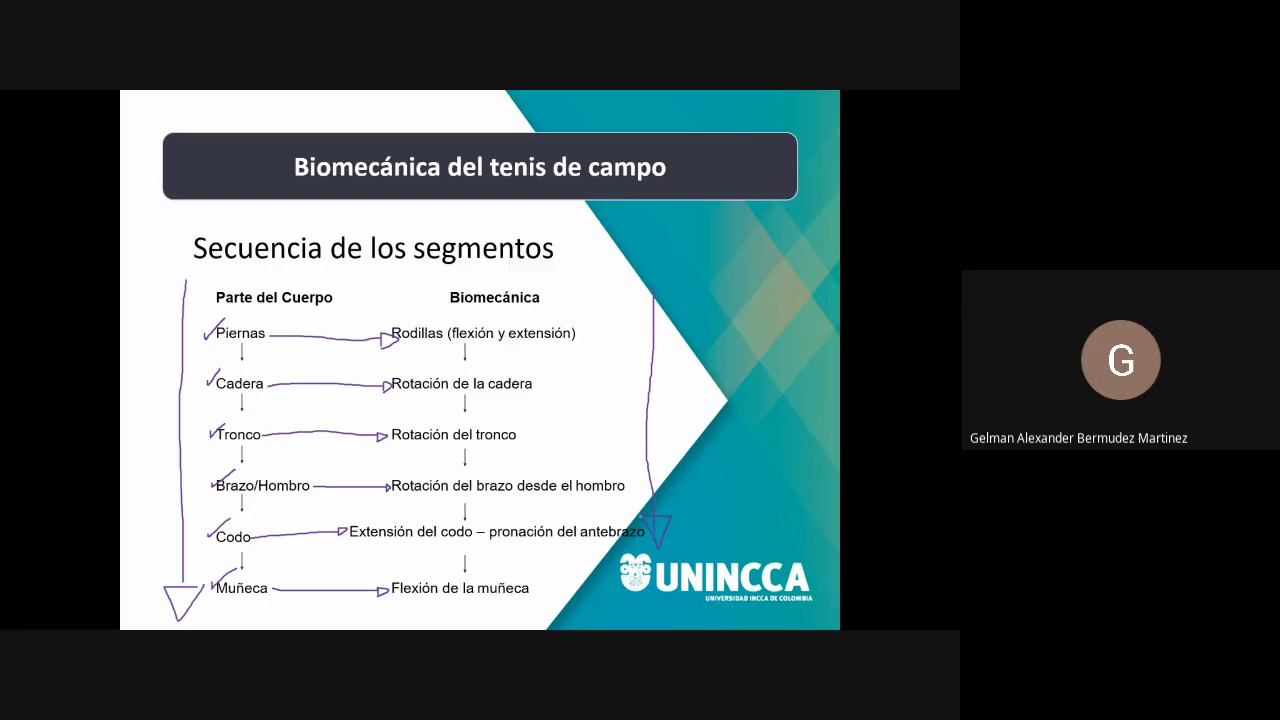 Biomecánica del tenis de campo
Secuencia de los segmentos
Parte del Cuerpo Biomecánica
Piernas Rodillas (flexión y extensión)
Cadera Rotación de la cadera
Tronco Rotación del tronco
Brazo/Hombro Rotación del brazo desde el hombro
Codo Extensión del codo – pronación del antebrazo
Muñeca Flexión de la muñeca
UNINCCA
UNIVERSIDAD INCCA DE COLOMBIA
G
Gelman Alexander Bermudez Martinez